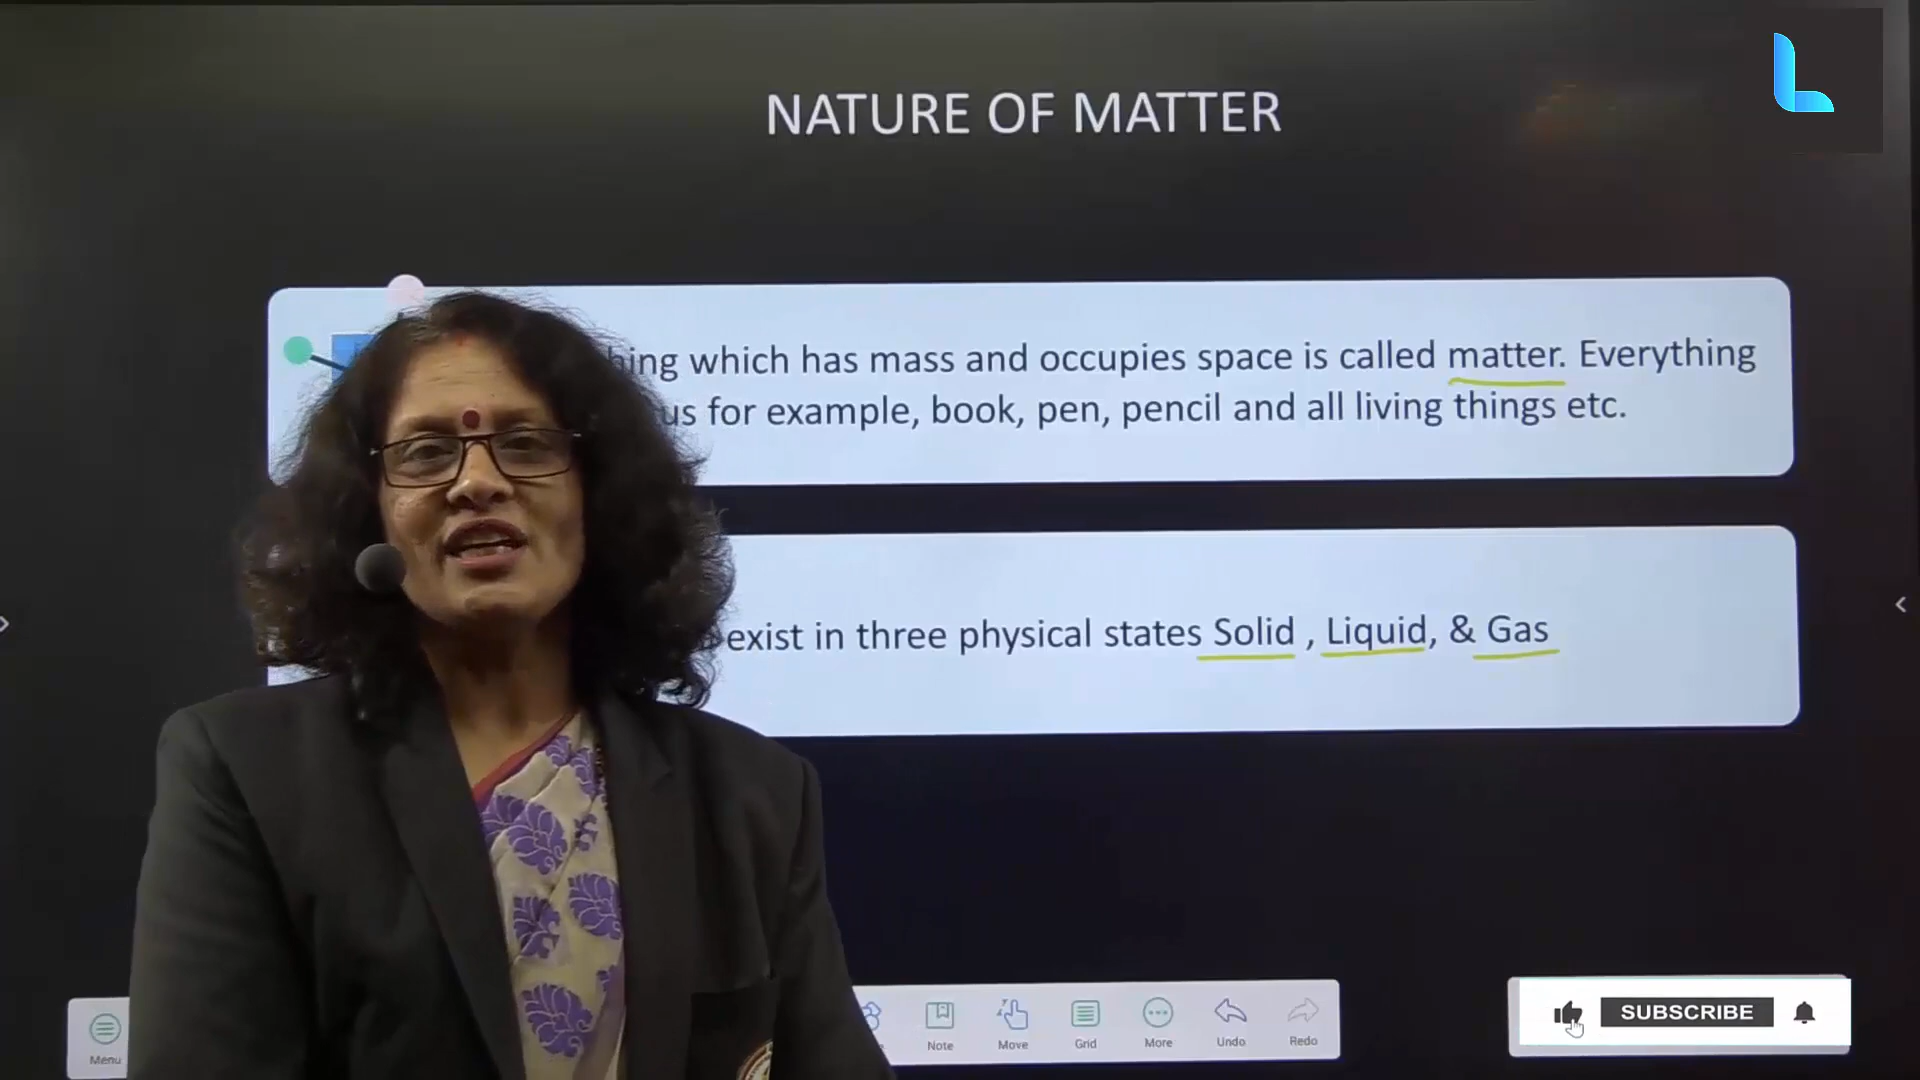 NATURE OF MATTER
which has mass and occupies space is called matter. Everything
us for example, book, pen, pencil and all living things etc.
exist in three physical states Solid , Liquid, & Gas
Menu
Note
Move
Grid
More
Undo
Redo
SUBSCRIBE